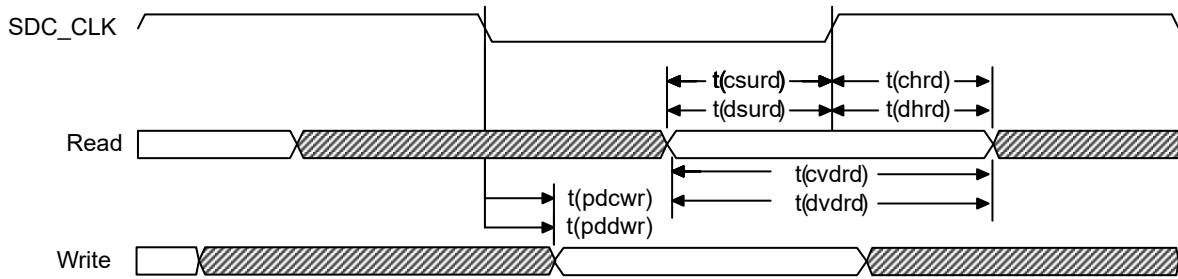 SDC_CLK
t(csurd) t(chrd)
t(dsurd) t(dhrd)
Read
t(cvdrd)
t(pdcwr) t(dvdrd)
t(pddwr)
Write